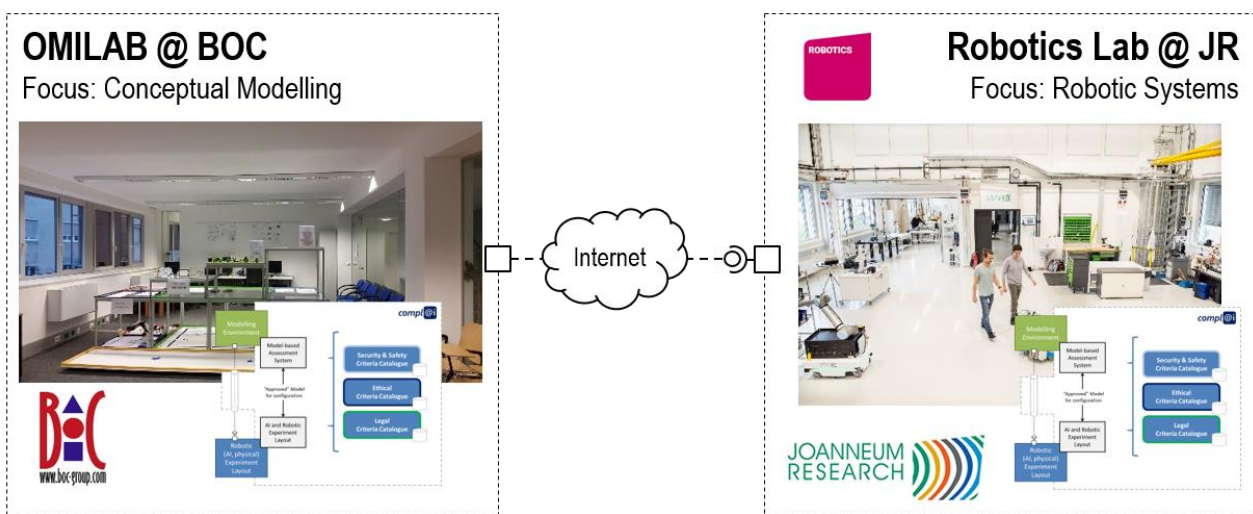 OMILAB @ BOC
Focus: Conceptual Modelling
compl@i
Modelling
Environment
Model-based
Assessment
System
"Approved" Model
for configuration
AI and Robotic
Experiment
Layout
Robotic
(AI, physical)
Experiment
Layout
Security & Safety
Criteria Catalogue
Ethical
Criteria Catalogue
Legal
Criteria Catalogue
BOC
www.boc-group.com
Internet
ROBOTICS
Robotics Lab @ JR
Focus: Robotic Systems
compl@i
Modelling
Environment
Model-based
Assessment
System
"Approved" Model
for configuration
AI and Robotic
Experiment
Layout
Robotic
(AI, physical)
Experiment
Layout
Security & Safety
Criteria Catalogue
Ethical
Criteria Catalogue
Legal
Criteria Catalogue
JOANNEUM
RESEARCH